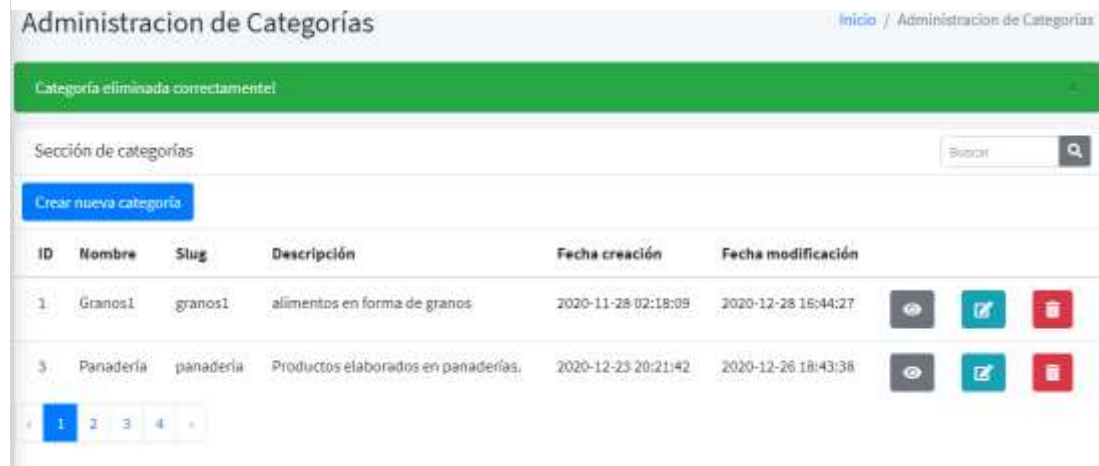 Administracion de Categorías
Inicio / Administracion de Categorías
Categoría eliminada correctamente!
Sección de categorías
Buscar
Crear nueva categoría
ID Nombre Slug Descripción Fecha creación Fecha modificación
1 Granos1 granos1 alimentos en forma de granos 2020-11-28 02:18:09 2020-12-28 16:44:27
3 Panadería panaderia Productos elaborados en panaderías. 2020-12-23 20:21:42 2020-12-26 18:43:38
‹ 1 2 3 4 ›